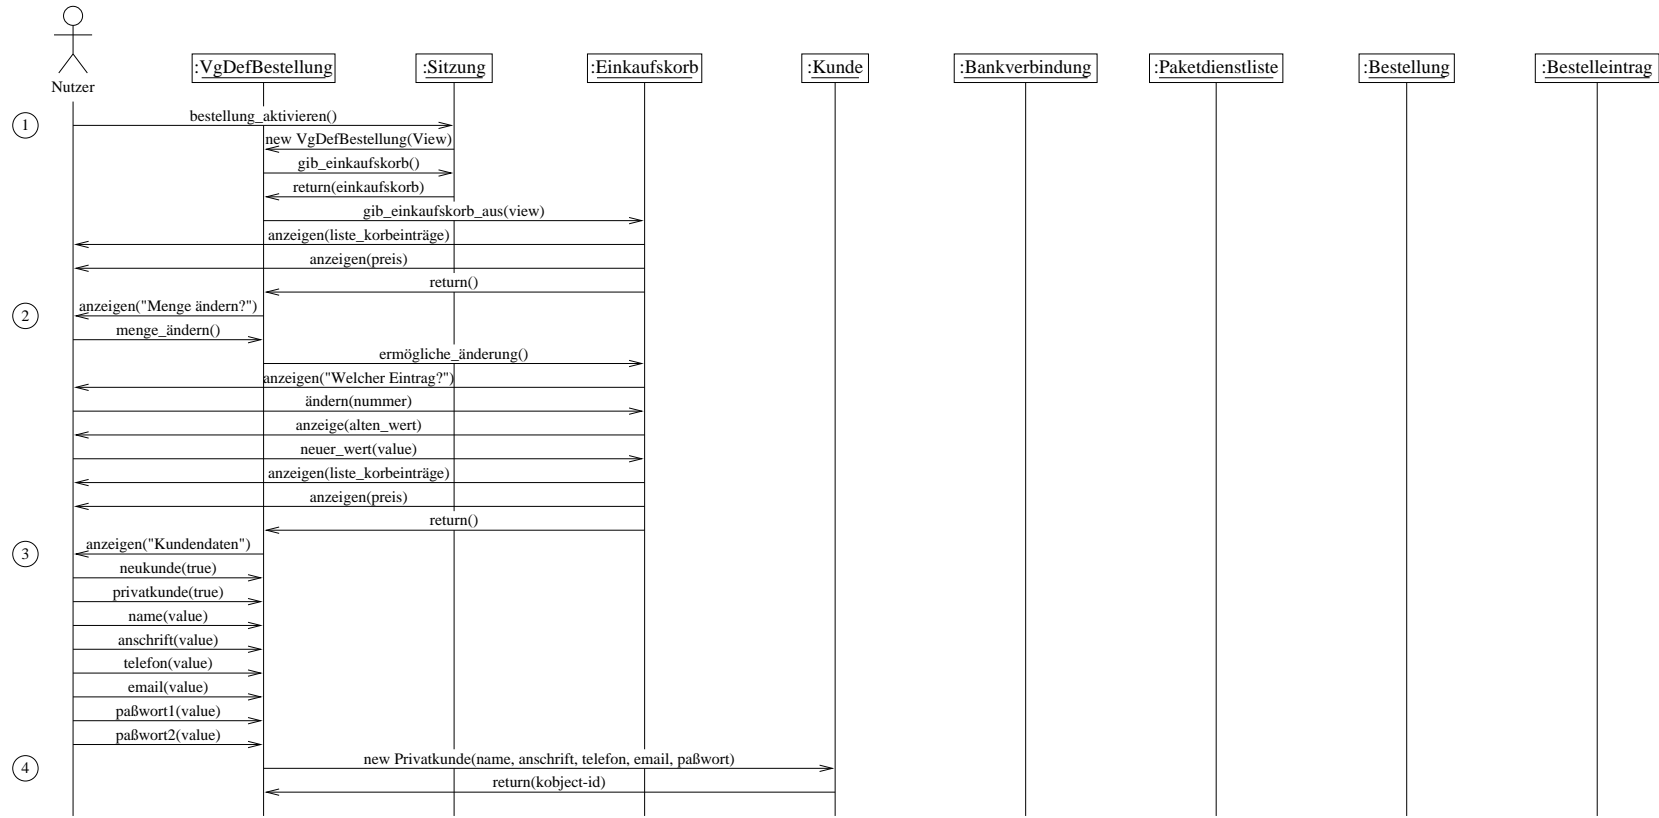 :VgDefBestellung :Sitzung :Einkaufskorb :Kunde :Bankverbindung :Paketdienstliste :Bestellung :Bestelleintrag
Nutzer
1 bestellung_aktivieren()
new VgDefBestellung(View)
gib_einkaufskorb()
return(einkaufskorb)
gib_einkaufskorb_aus(view)
anzeigen(liste_korbeinträge)
anzeigen(preis)
return()
2 anzeigen("Menge ändern?")
menge_ändern()
ermögliche_änderung()
anzeigen("Welcher Eintrag?")
ändern(nummer)
anzeige(alten_wert)
neuer_wert(value)
anzeigen(liste_korbeinträge)
anzeigen(preis)
return()
3 anzeigen("Kundendaten")
neukunde(true)
privatkunde(true)
name(value)
anschrift(value)
telefon(value)
email(value)
paßwort1(value)
paßwort2(value)
4 new Privatkunde(name, anschrift, telefon, email, paßwort)
return(kobject-id)